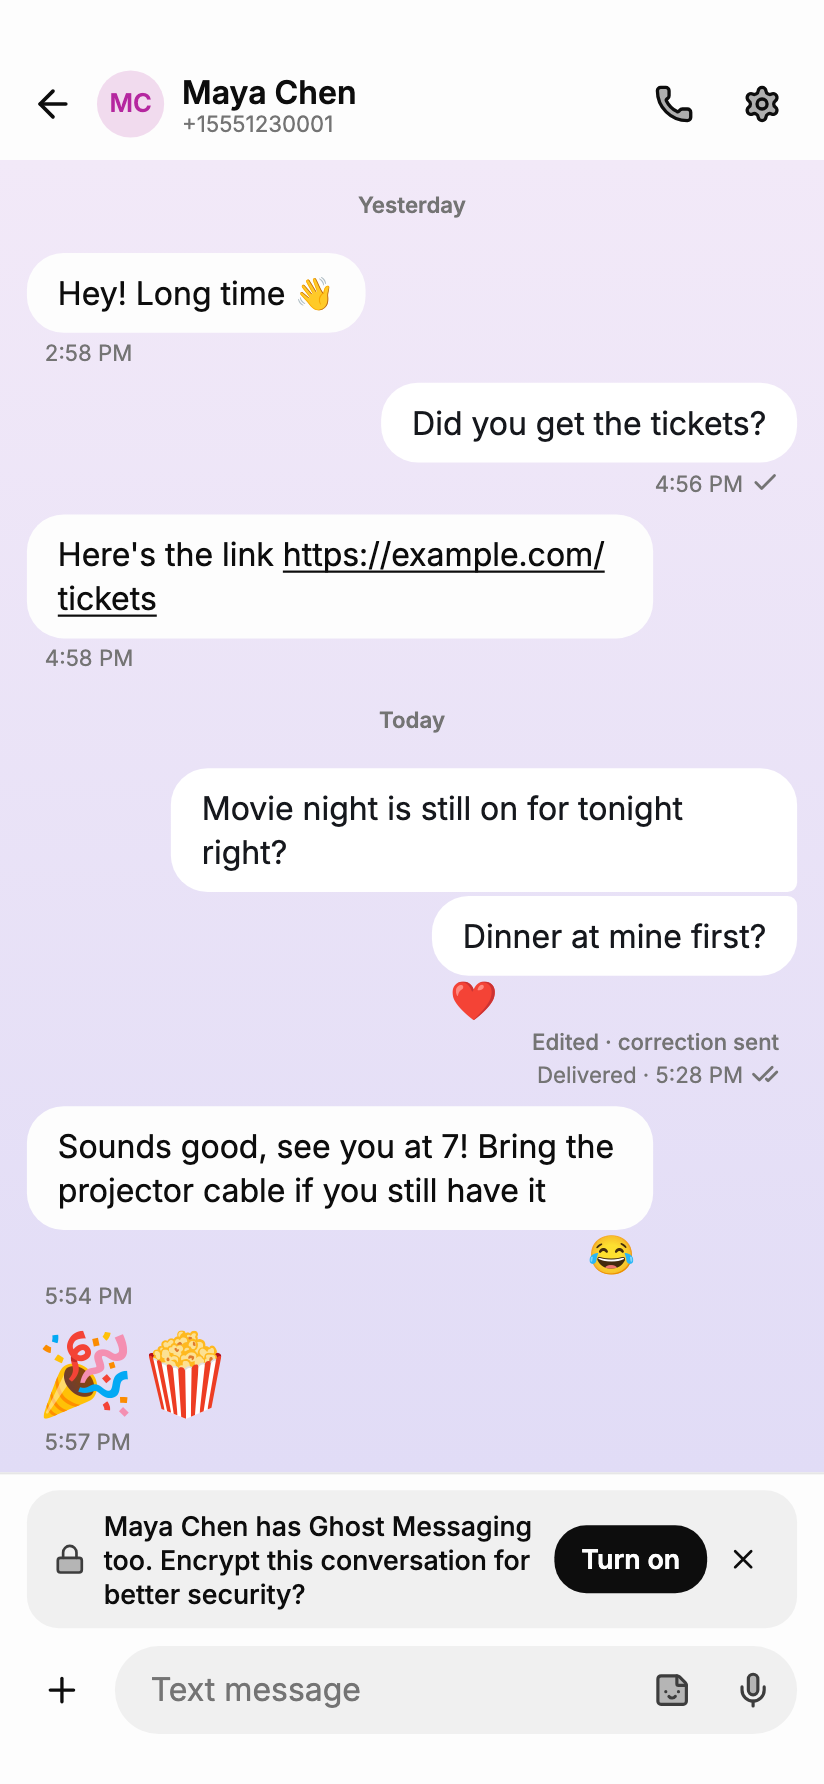 MC
Maya Chen
+15551230001
Yesterday
Hey! Long time 👋
2:58 PM
Did you get the tickets?
4:56 PM
Here's the link https://example.com/
tickets
4:58 PM
Today
Movie night is still on for tonight
right?
Dinner at mine first?
Edited · correction sent
Delivered · 5:28 PM
Sounds good, see you at 7! Bring the
projector cable if you still have it
5:54 PM
5:57 PM
Maya Chen has Ghost Messaging
too. Encrypt this conversation for
better security?
Turn on
Text message